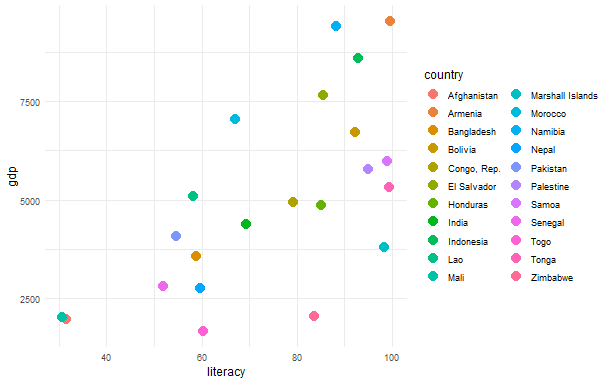 gdp
7500
5000
2500
40
60
80
100
literacy
country
Afghanistan
Armenia
Bangladesh
Bolivia
Congo, Rep.
El Salvador
Honduras
India
Indonesia
Lao
Mali
Marshall Islands
Morocco
Namibia
Nepal
Pakistan
Palestine
Samoa
Senegal
Togo
Tonga
Zimbabwe